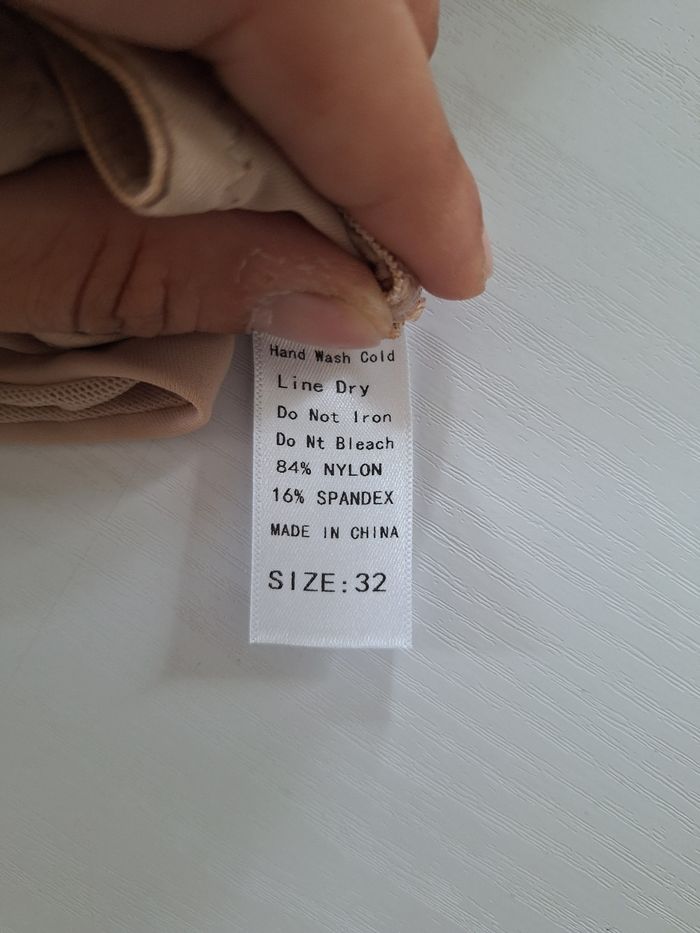 Hand Wash Cold
Line Dry
Do Not Iron
Do Nt Bleach
84% NYLON
16% SPANDEX
MADE IN CHINA
SIZE:32